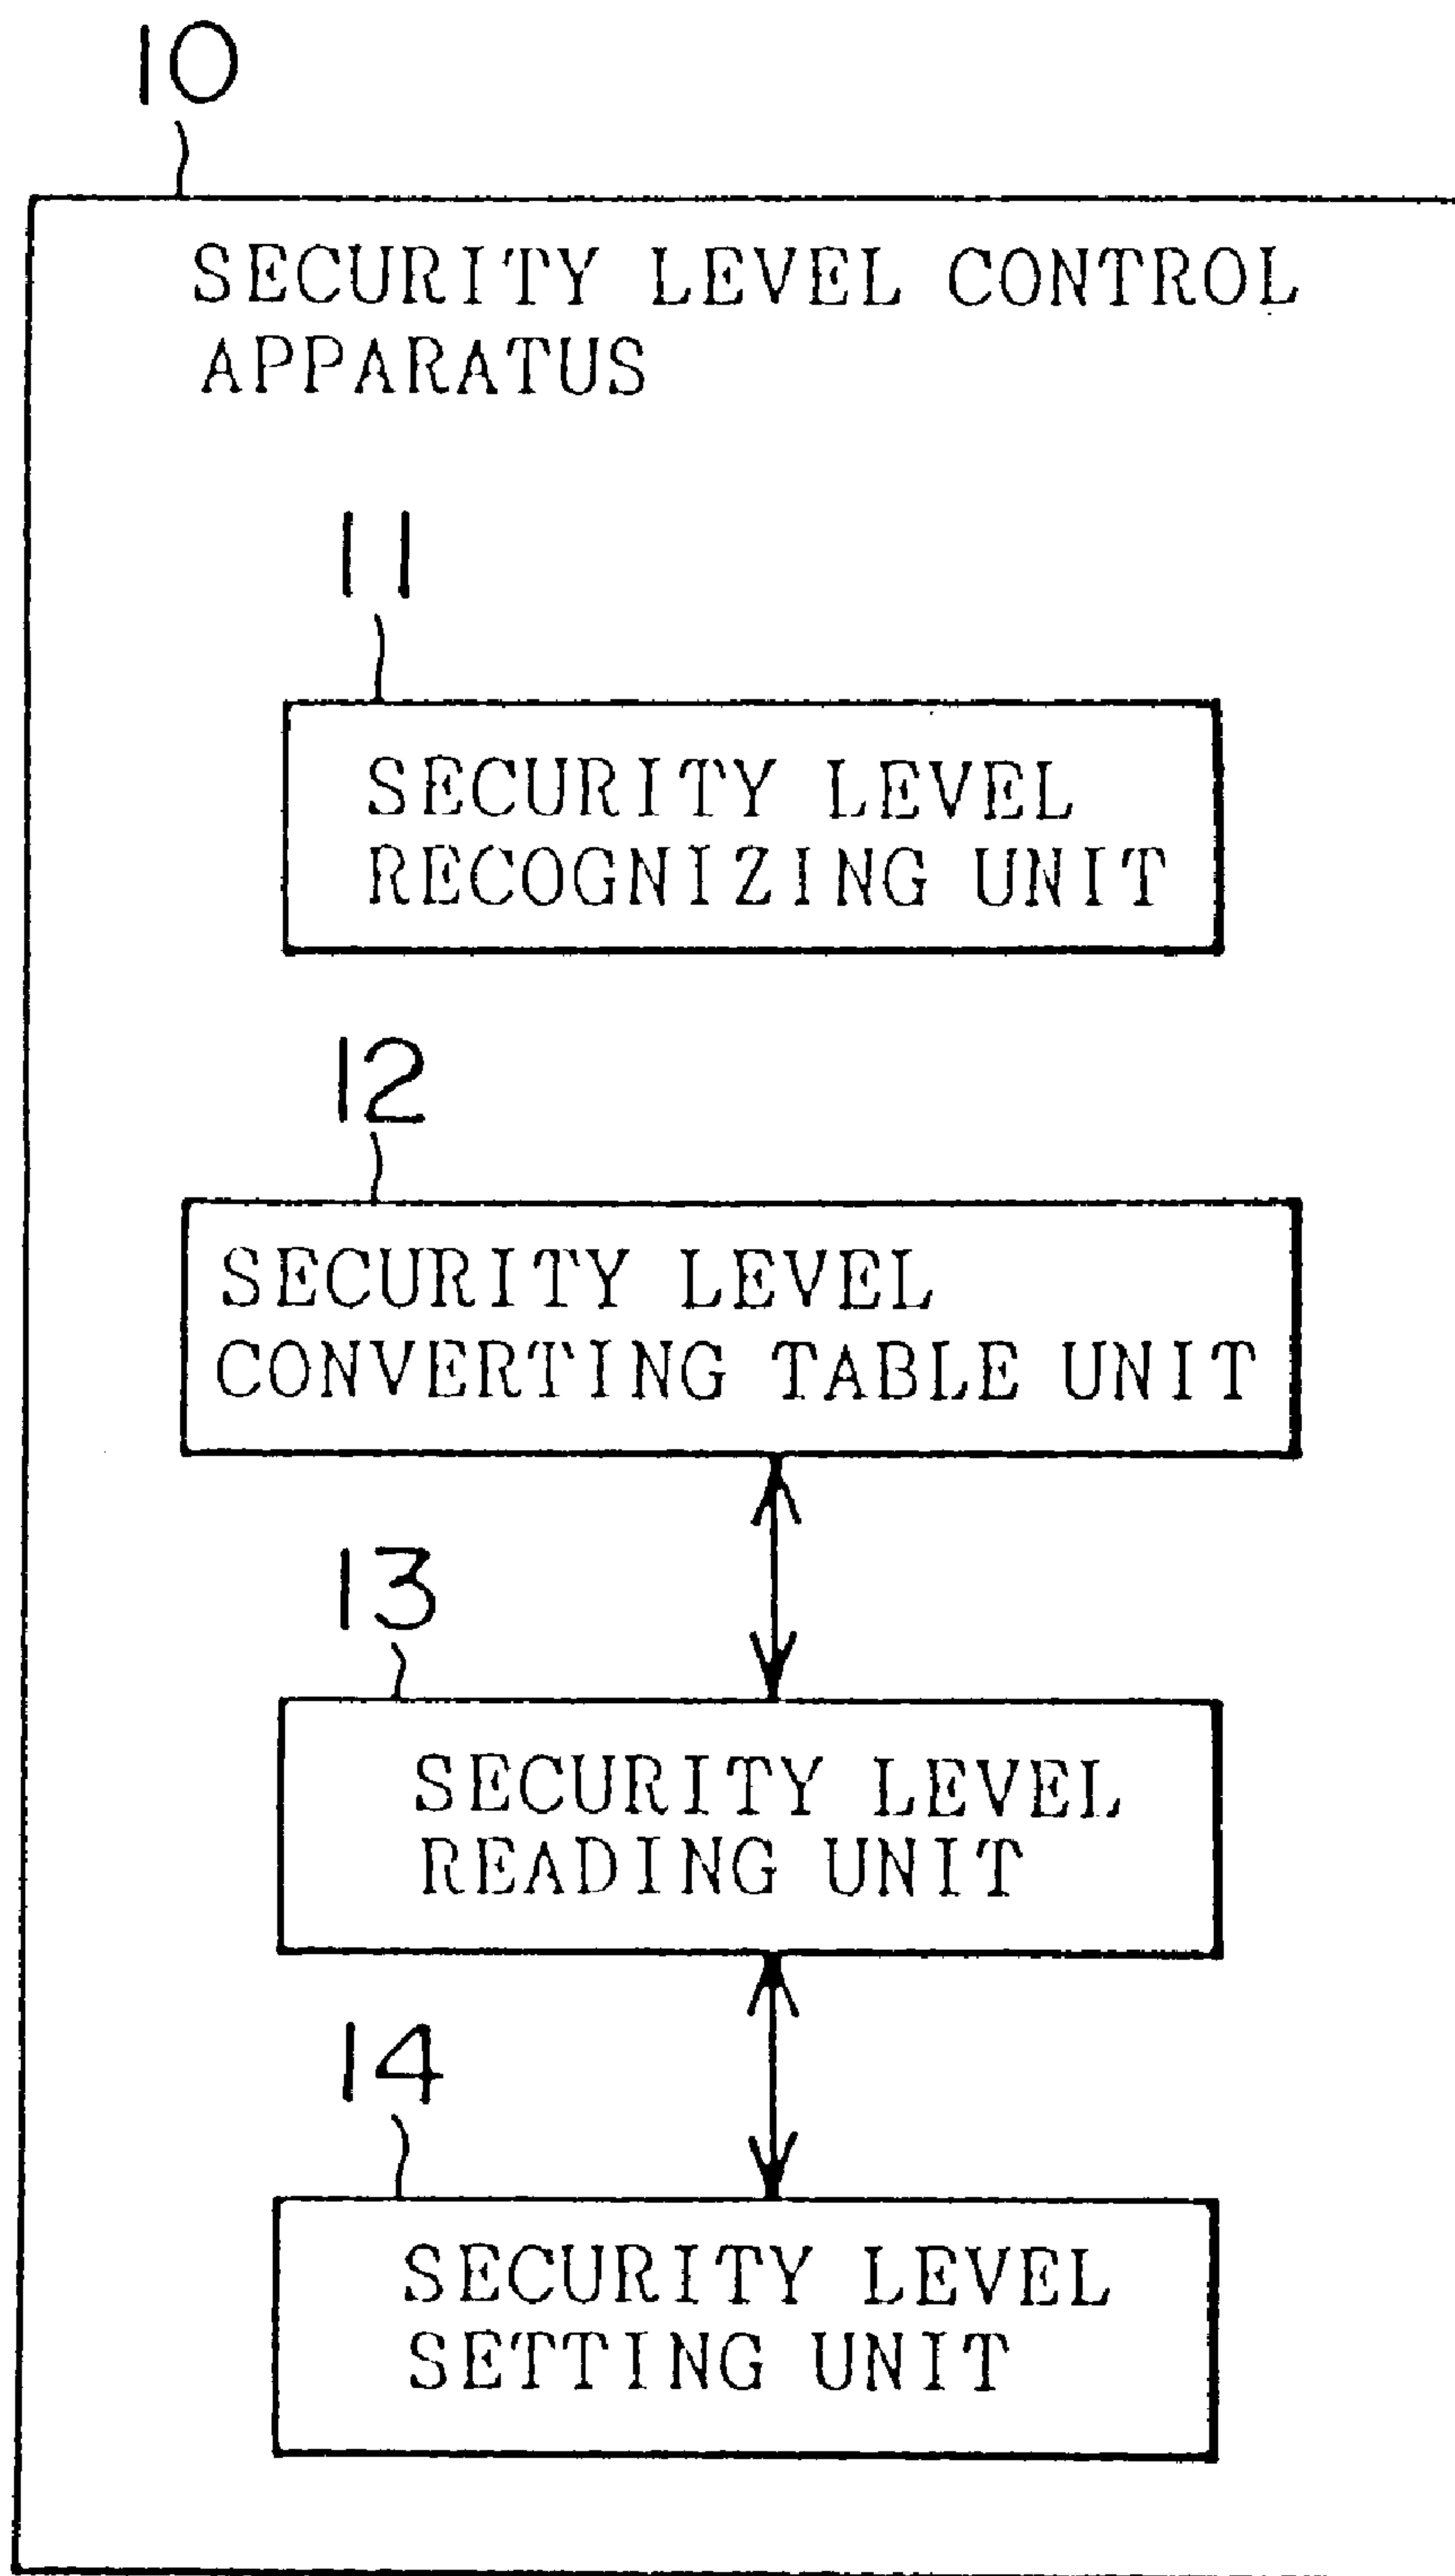 10
SECURITY LEVEL CONTROL
APPARATUS
11
SECURITY LEVEL
RECOGNIZING UNIT
12
SECURITY LEVEL
CONVERTING TABLE UNIT
13
SECURITY LEVEL
READING UNIT
14
SECURITY LEVEL
SETTING UNIT